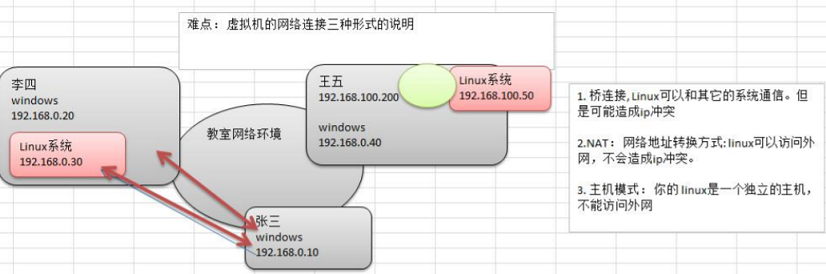 难点：虚拟机的网络连接三种形式的说明
李四
windows
192.168.0.20
Linux系统
192.168.0.30
教室网络环境
王五
192.168.100.200
windows
192.168.0.40
Linux系统
192.168.100.50
张三
windows
192.168.0.10
1. 桥连接, Linux可以和其它的系统通信。但
是可能造成ip冲突
2.NAT：网络地址转换方式: linux可以访问外
网，不会造成ip冲突。
3. 主机模式：你的 linux是一个独立的主机，
不能访问外网